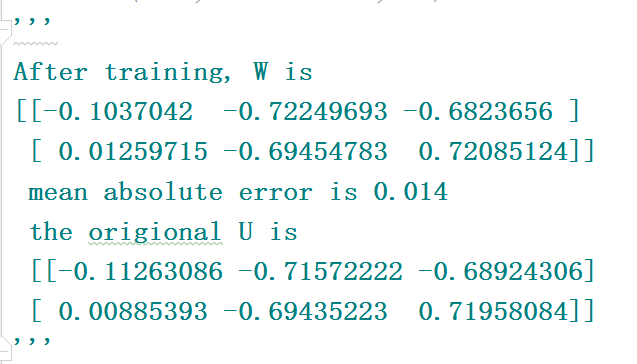 ’’’
After training, W is
[[-0.1037042  -0.72249693 -0.6823656 ]
 [ 0.01259715 -0.69454783  0.72085124]]
 mean absolute error is 0.014
 the origional U is
 [[-0.11263086 -0.71572222 -0.68924306]
 [ 0.00885393 -0.69435223  0.71958084]]
’’’